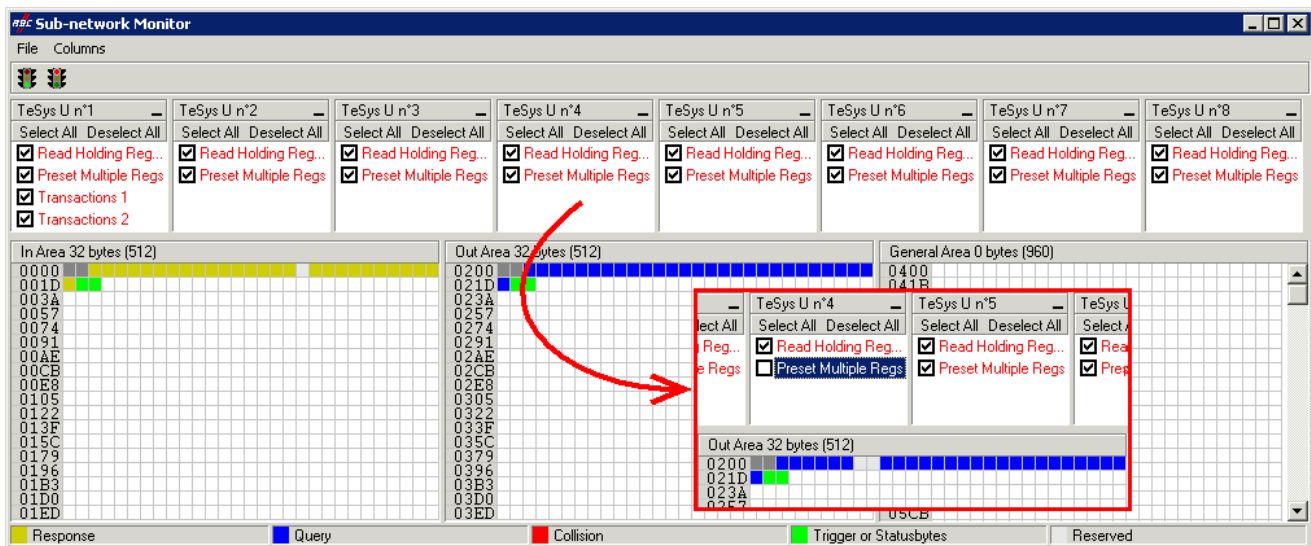 ABC Sub-network Monitor
File Columns
TeSys U n°1 TeSys U n°2 TeSys U n°3 TeSys U n°4 TeSys U n°5 TeSys U n°6 TeSys U n°7 TeSys U n°8
Select All Deselect All Select All Deselect All Select All Deselect All Select All Deselect All Select All Deselect All Select All Deselect All Select All Deselect All Select All Deselect All
Read Holding Reg... Read Holding Reg... Read Holding Reg... Read Holding Reg... Read Holding Reg... Read Holding Reg... Read Holding Reg... Read Holding Reg...
Preset Multiple Regs Preset Multiple Regs Preset Multiple Regs Preset Multiple Regs Preset Multiple Regs Preset Multiple Regs Preset Multiple Regs Preset Multiple Regs
Transactions 1
Transactions 2
In Area 32 bytes (512)
0000
001D
003A
0057
0074
0091
00AE
00CB
00E8
0105
0122
013F
015C
0179
0196
01B3
01D0
01ED
Out Area 32 bytes (512)
0200
021D
023A
0257
0274
0291
02AE
02CB
02E8
0305
0322
033F
035C
0379
0396
03B3
03D0
03ED
General Area 0 bytes (960)
0400
041B
05CB
TeSys U n°4 TeSys U n°5 TeSys U
lect All Select All Deselect All Select All Deselect All Select
Reg... Read Holding Reg... Read Holding Reg... Rea
e Regs Preset Multiple Regs Preset Multiple Regs Pres
Out Area 32 bytes (512)
0200
021D
023A
0257
Response Query Collision Trigger or Statusbytes Reserved